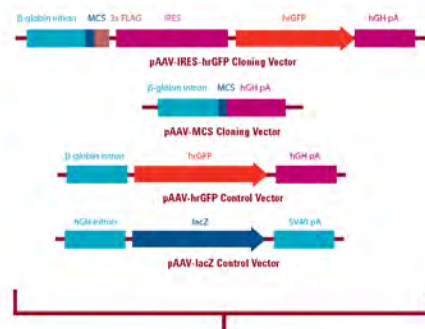 β-globin intron MCS 3x FLAG IRES hrGFP hGH pA
pAAV-IRES-hrGFP Cloning Vector
β-globin intron MCS hGH pA
pAAV-MCS Cloning Vector
β-globin intron hrGFP hGH pA
pAAV-hrGFP Control Vector
hGH intron lacZ SV40 pA
pAAV-lacZ Control Vector